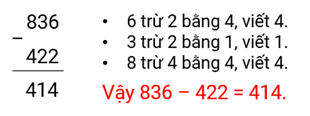 836
−
422
414
• 6 trừ 2 bằng 4, viết 4.
• 3 trừ 2 bằng 1, viết 1.
• 8 trừ 4 bằng 4, viết 4.
Vậy 836 – 422 = 414.